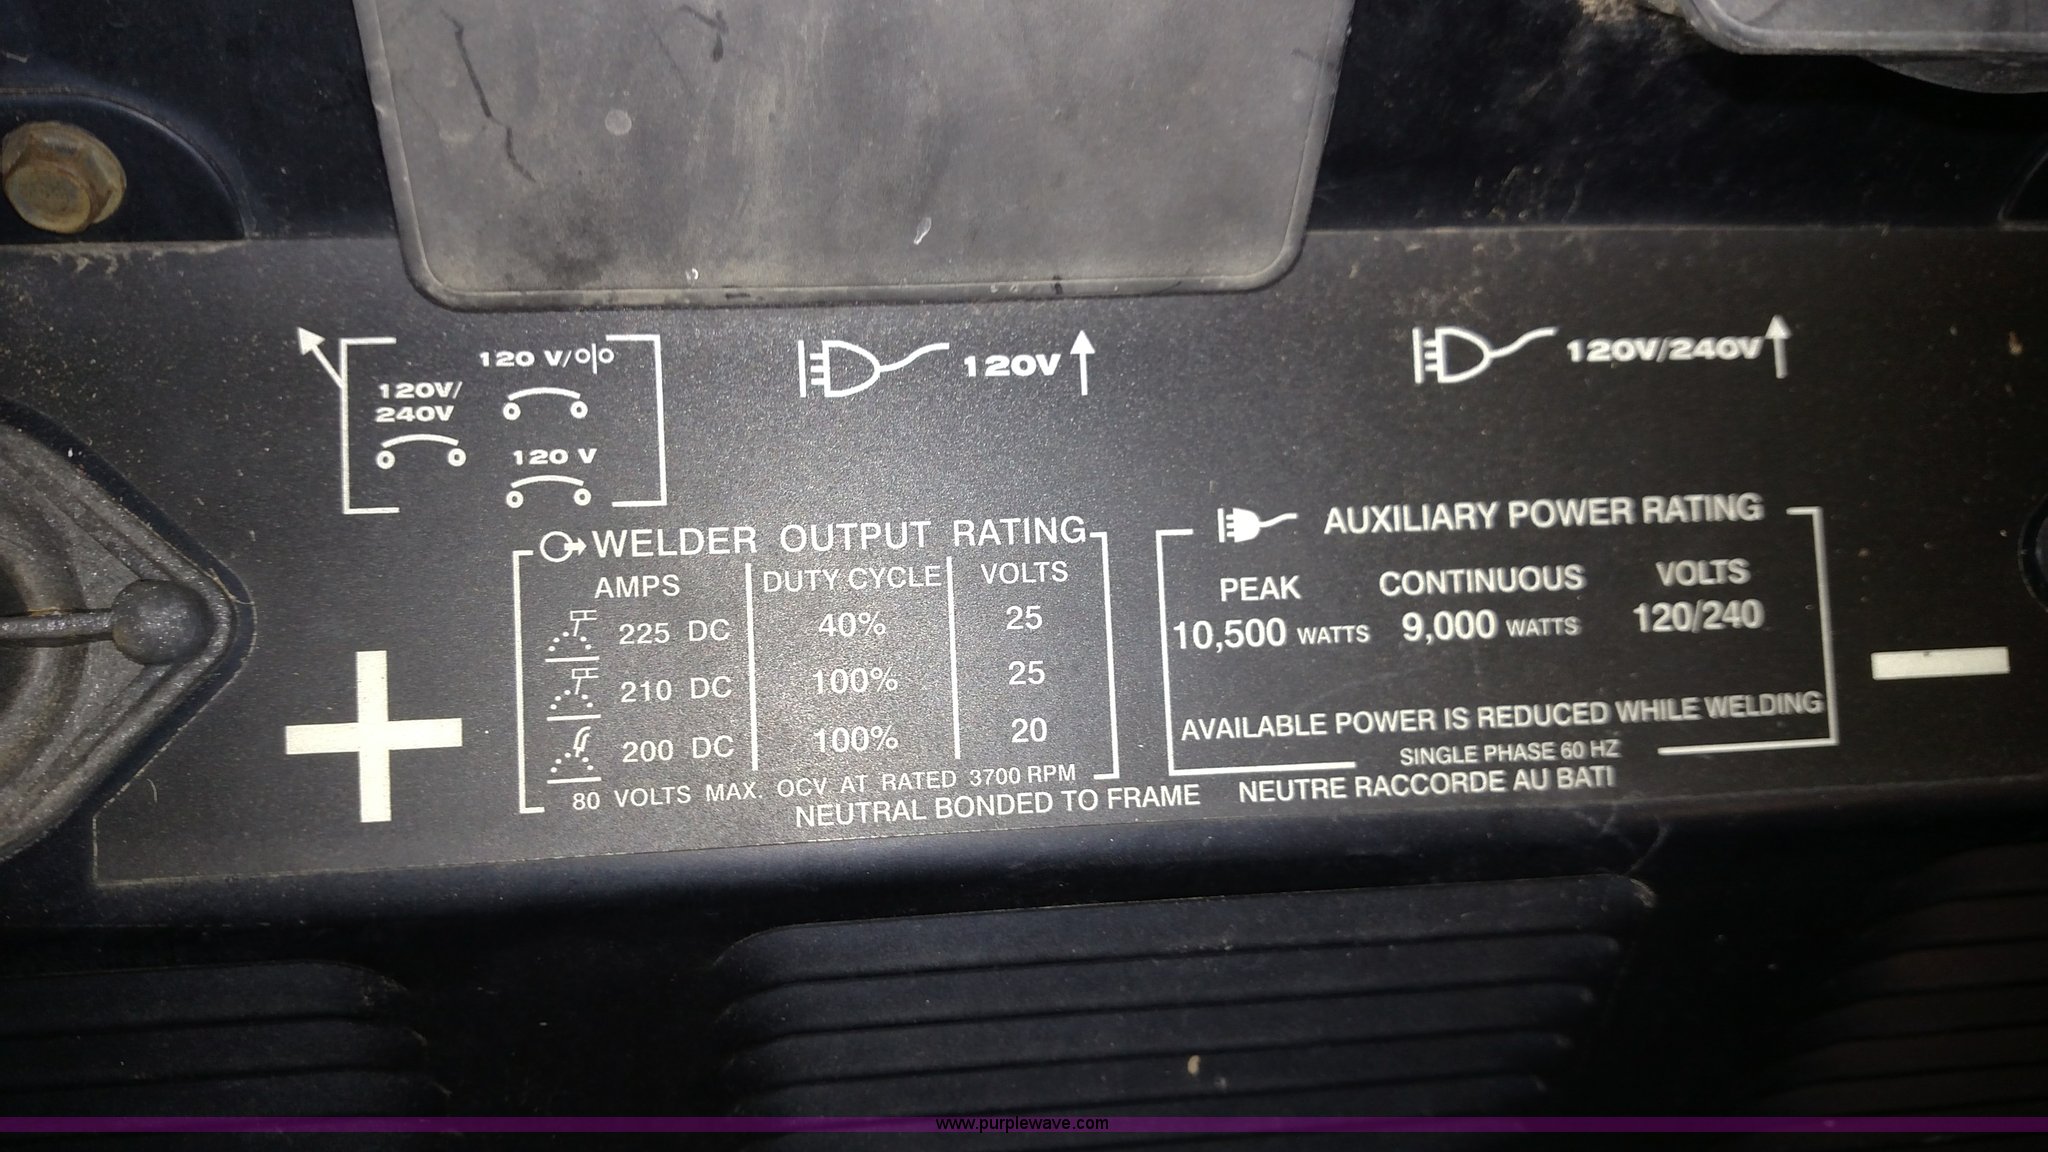 120 V/
120V/
240V
120 V
120V
120V/240V
WELDER OUTPUT RATING
AMPS DUTY CYCLE VOLTS
225 DC 40% 25
210 DC 100% 25
200 DC 100% 20
80 VOLTS MAX. OCV AT RATED 3700 RPM
AUXILIARY POWER RATING
PEAK CONTINUOUS VOLTS
10,500 WATTS 9,000 WATTS 120/240
AVAILABLE POWER IS REDUCED WHILE WELDING
SINGLE PHASE 60 HZ
NEUTRAL BONDED TO FRAME NEUTRE RACCORDE AU BATI
+
−
www.purplewave.com